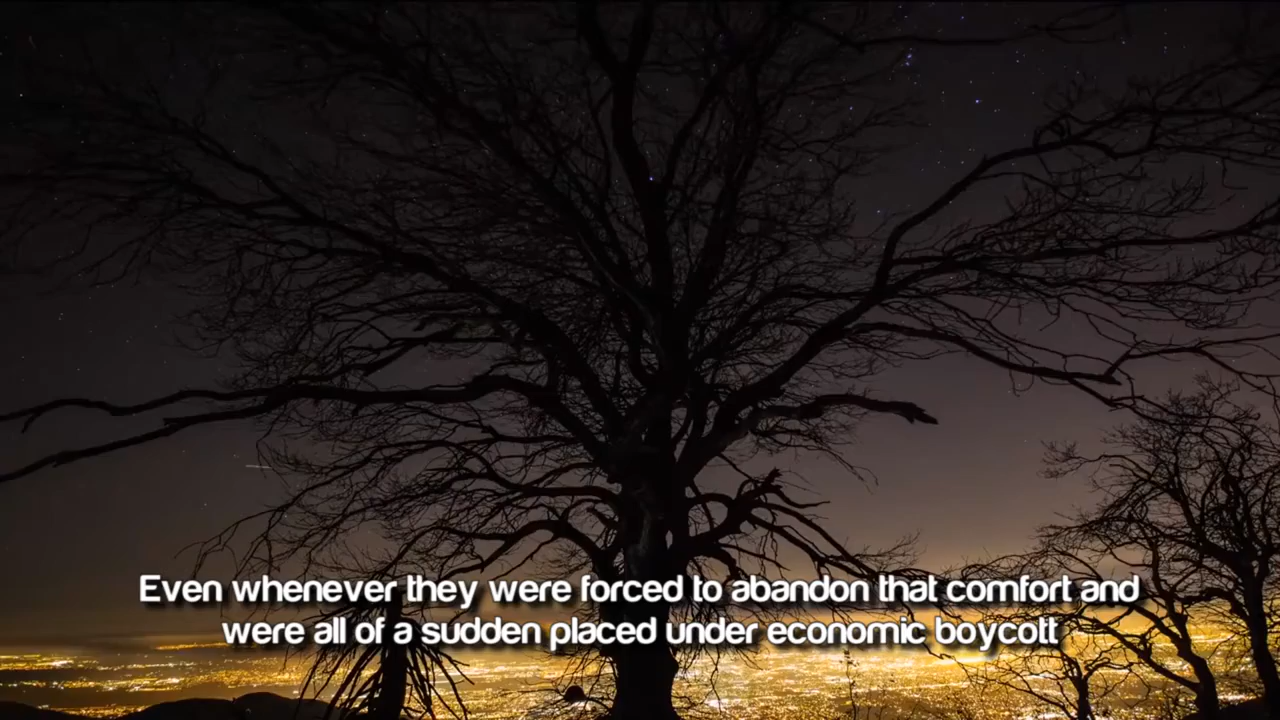 Even whenever they were forced to abandon that comfort and
were all of a sudden placed under economic boycott